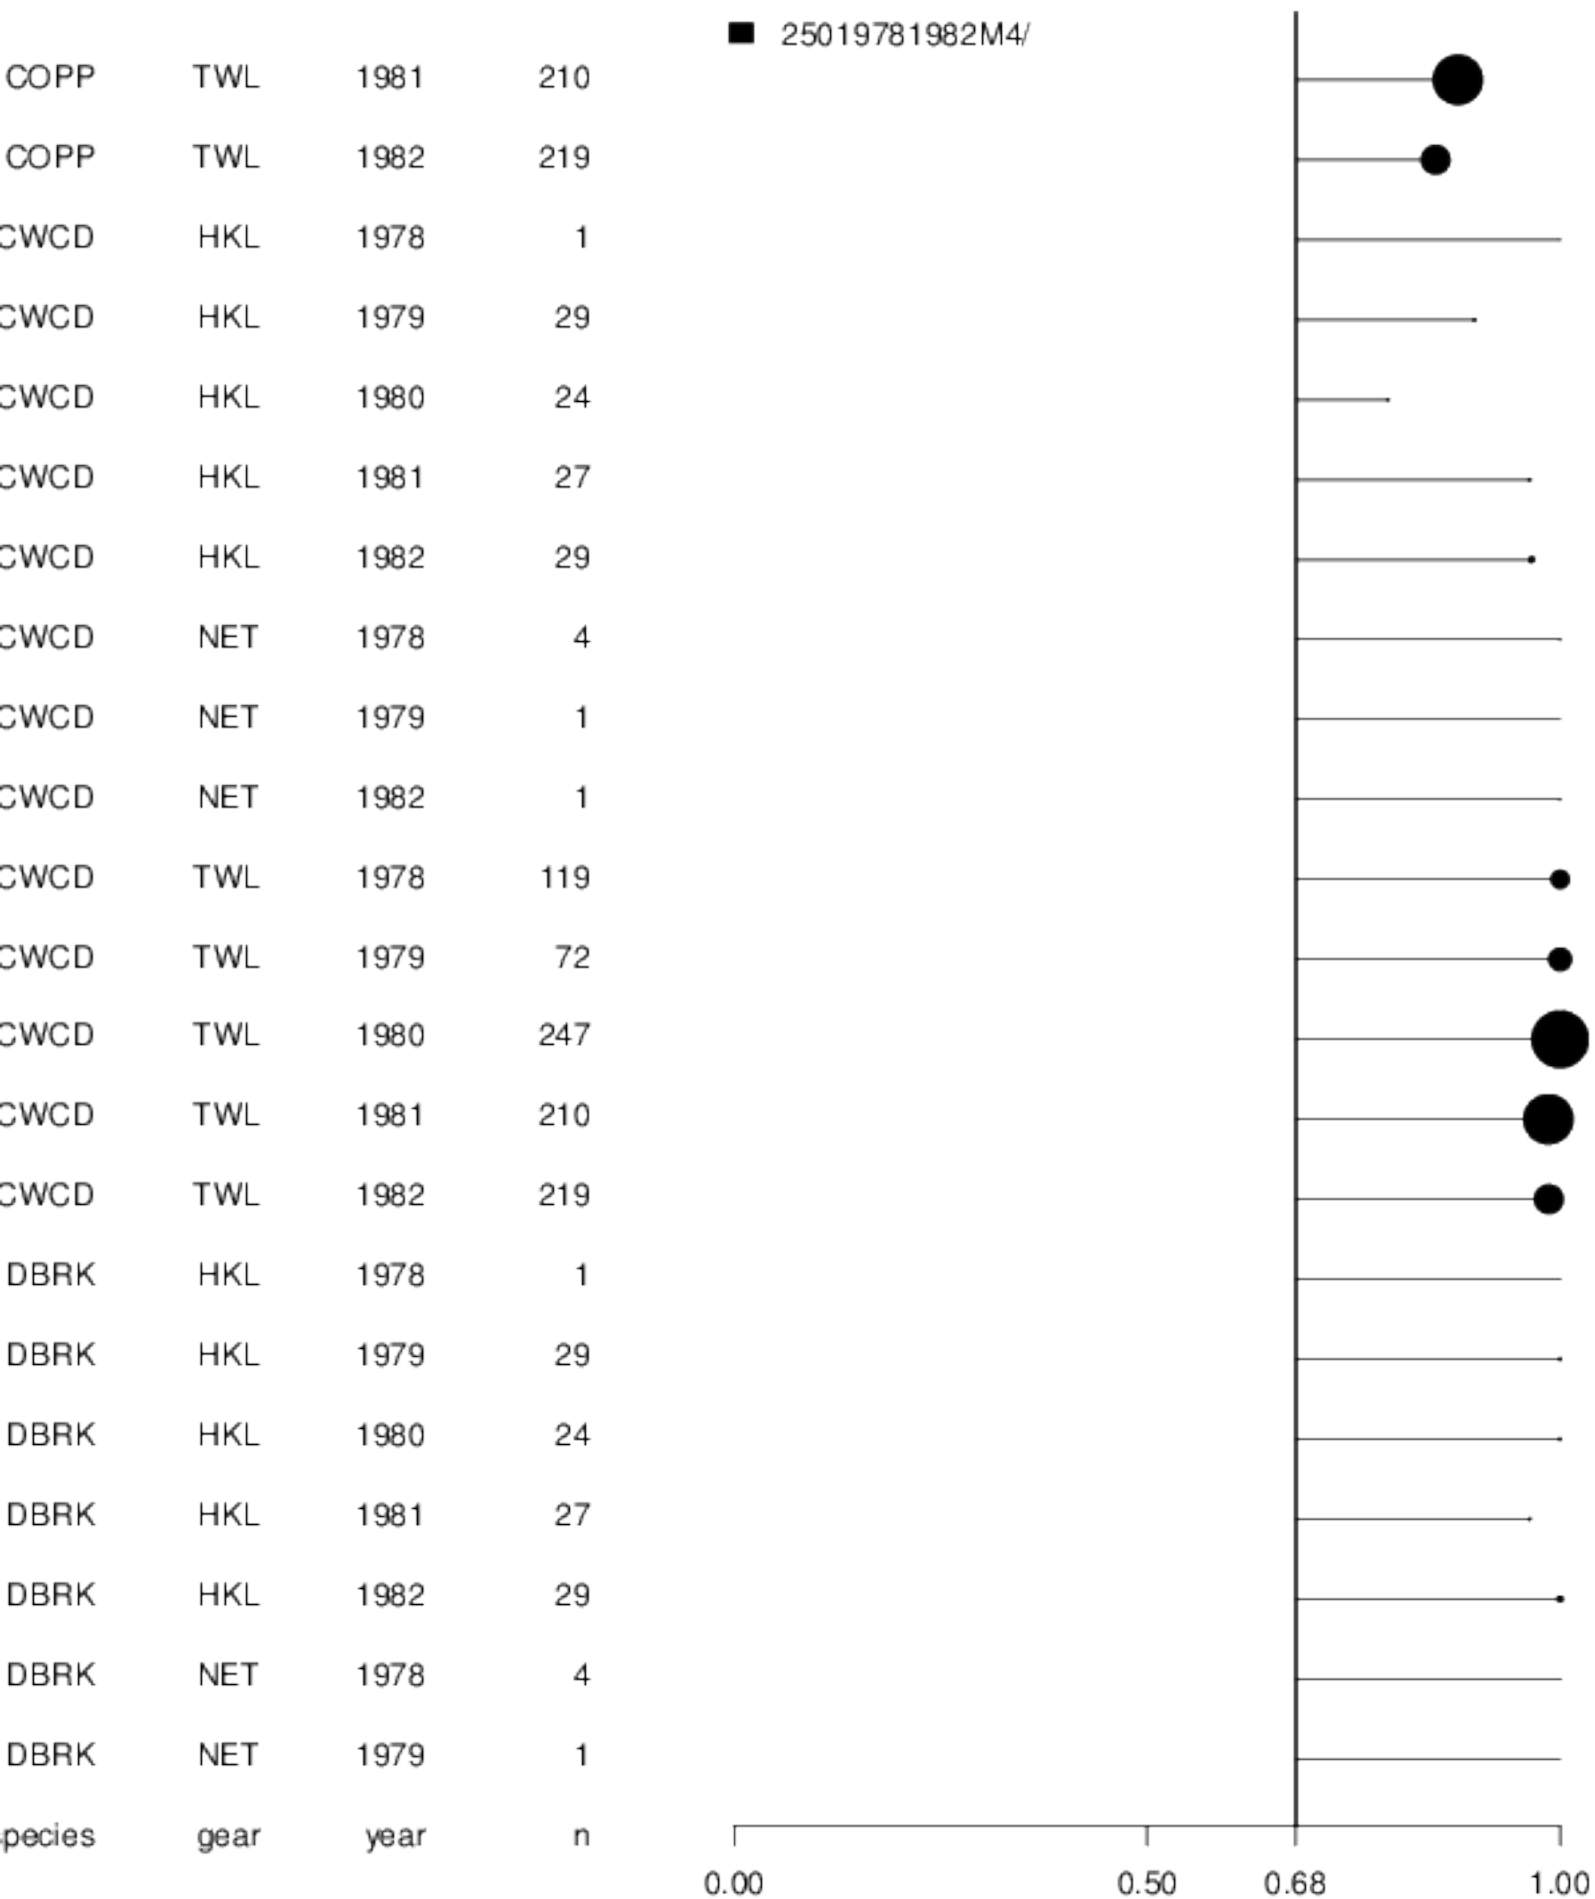 25019781982M4/
COPP TWL 1981 210
COPP TWL 1982 219
CWCD HKL 1978 1
CWCD HKL 1979 29
CWCD HKL 1980 24
CWCD HKL 1981 27
CWCD HKL 1982 29
CWCD NET 1978 4
CWCD NET 1979 1
CWCD NET 1982 1
CWCD TWL 1978 119
CWCD TWL 1979 72
CWCD TWL 1980 247
CWCD TWL 1981 210
CWCD TWL 1982 219
DBRK HKL 1978 1
DBRK HKL 1979 29
DBRK HKL 1980 24
DBRK HKL 1981 27
DBRK HKL 1982 29
DBRK NET 1978 4
DBRK NET 1979 1
pecies gear year n
0.00 0.50 0.68 1.00